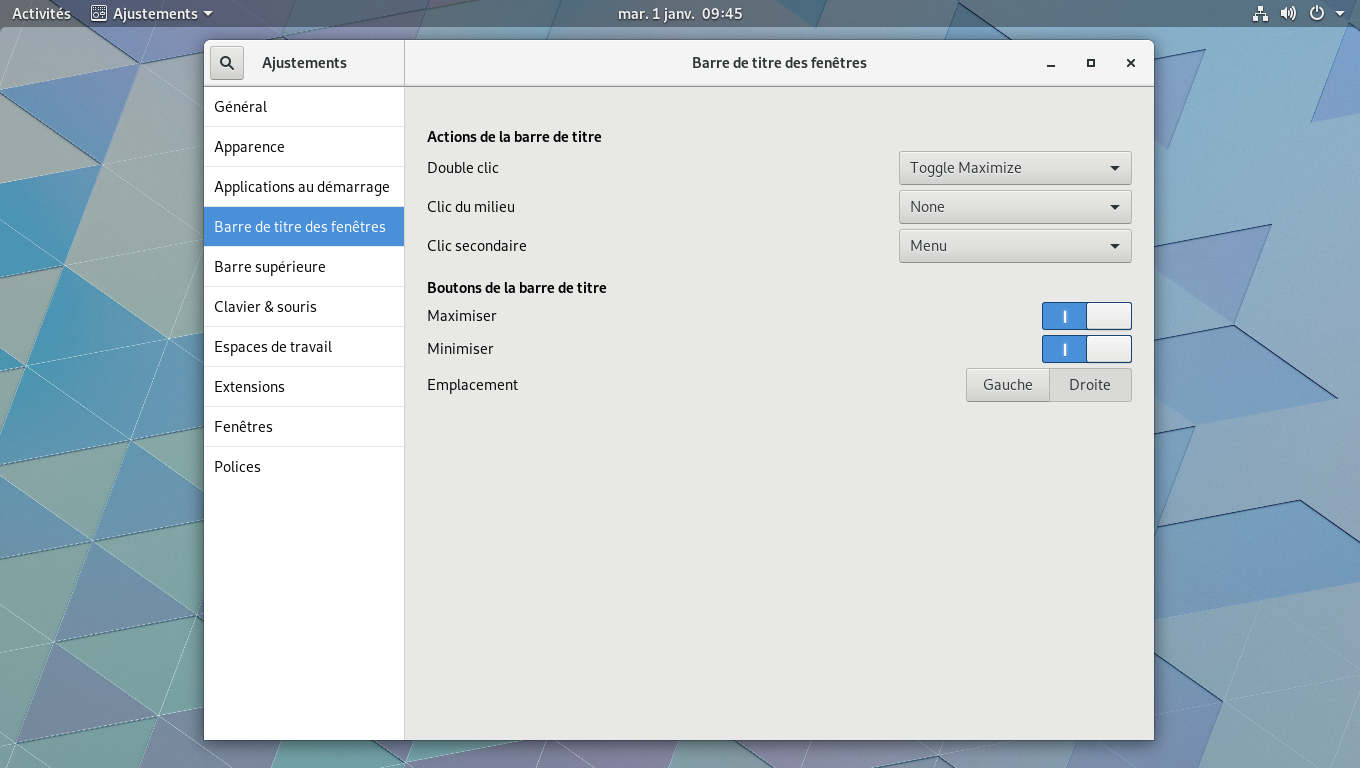 Activités Ajustements mar. 1 janv. 09:45
Ajustements Barre de titre des fenêtres
Général
Apparence
Applications au démarrage
Barre de titre des fenêtres
Barre supérieure
Clavier & souris
Espaces de travail
Extensions
Fenêtres
Polices
Actions de la barre de titre
Double clic Toggle Maximize
Clic du milieu None
Clic secondaire Menu
Boutons de la barre de titre
Maximiser
Minimiser
Emplacement Gauche Droite